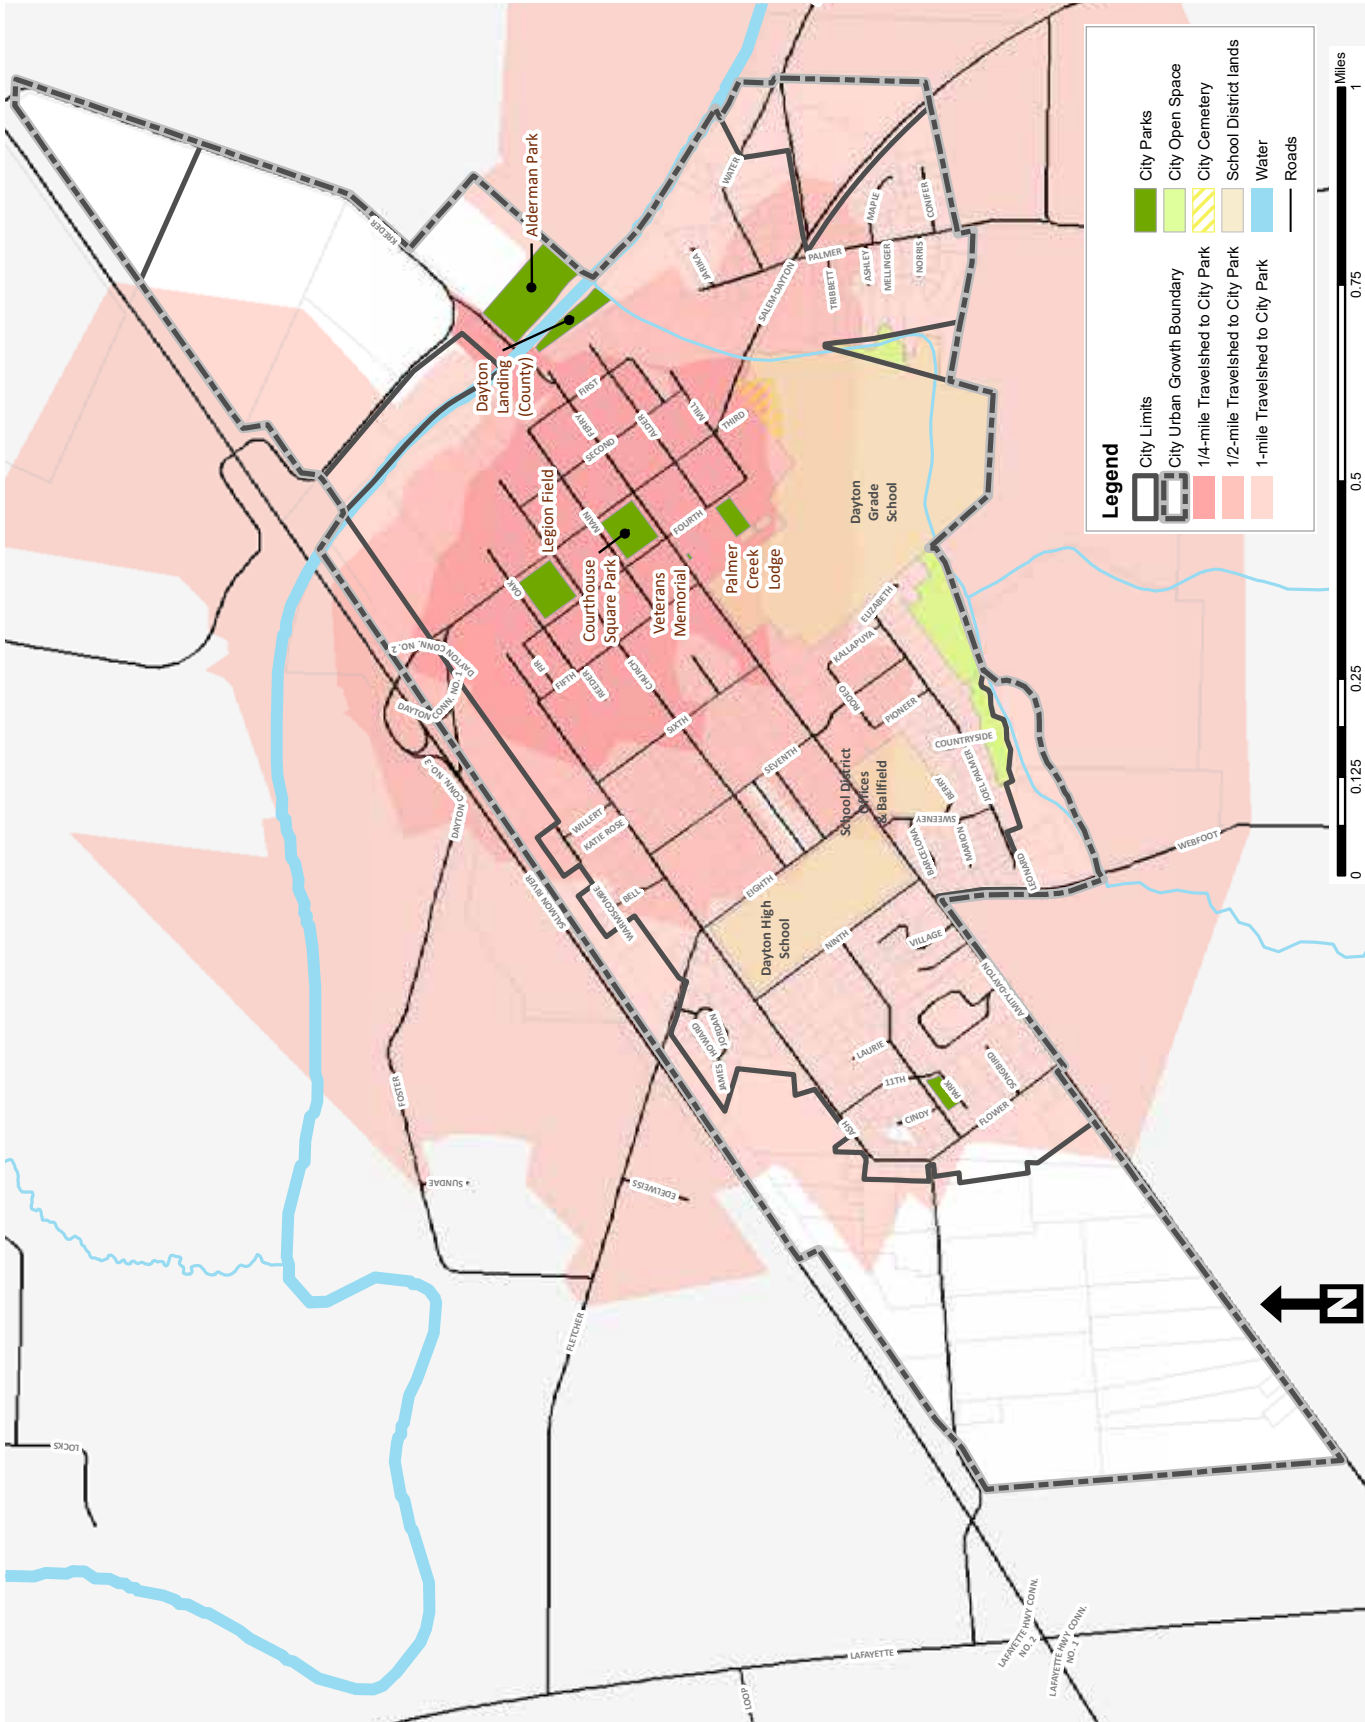 Legend
City Limits
City Urban Growth Boundary
1/4-mile Travelshed to City Park
1/2-mile Travelshed to City Park
1-mile Travelshed to City Park
City Parks
City Open Space
City Cemetery
School District lands
Water
Roads
0
0.125
0.25
0.5
0.75
1
Miles
N
Alderman Park
Dayton
Landing
(County)
Legion Field
Courthouse
Square Park
Veterans
Memorial
Palmer
Creek
Lodge
Dayton
Grade
School
School District
Offices
& Ballfield
Dayton High
School
KREDER
WATER
JARIKA
SALEM-DAYTON
PALMER
TRIBBETT
ASHLEY
MELLINGER
NORRIS
MAPLE
CONIFER
FIRST
FERRY
SECOND
ALDER
MILL
THIRD
MAIN
FOURTH
OAK
FIR
FIFTH
REEDER
CHURCH
SIXTH
SEVENTH
EIGHTH
NINTH
DAYTON CONN. NO. 2
DAYTON CONN. NO. 1
DAYTON CONN. NO. 3
SALMON RIVER
WILLERT
KATIE ROSE
WARMSCOMBE
BELL
ELIZABETH
KALLAPUYA
RODEO
PIONEER
COUNTRYSIDE
JOEL PALMER
BERRY
SWEENEY
BARCELONA
MARION
LEONARD
WEBFOOT
VILLAGE
AMITY-DAYTON
JORDAN
HOWARD
JAMES
LAURIE
11TH
CINDY
PARK
SONGBIRD
FLOWER
ASH
FOSTER
SUNDAE
EDELWEISS
FLETCHER
LOCKS
LAFAYETTE
LOOP
LAFAYETTE HWY CONN.
NO. 2
LAFAYETTE HWY CONN.
NO. 1